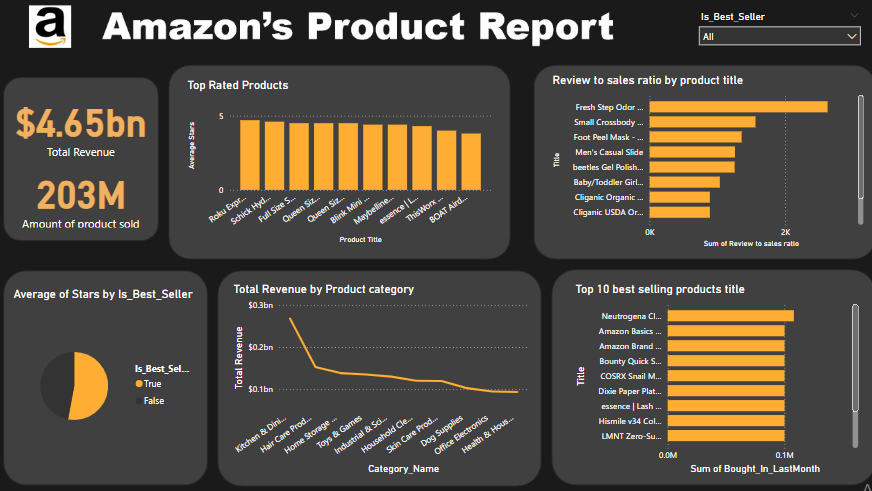 a
Amazon's Product Report
Is_Best_Seller
All
$4.65bn
Total Revenue
203M
Amount of product sold
Top Rated Products
Average Stars
5
0
Roku Expr...
Schick Hyd...
Full Size S...
Queen Siz...
Queen Siz...
Blink Mini ...
Maybelline...
essence | L...
ThisWorx ...
BOAT Aird...
Product Title
Review to sales ratio by product title
Title
Fresh Step Odor ...
Small Crossbody ...
Foot Peel Mask - ...
Men's Casual Slide
beetles Gel Polish...
Baby/Toddler Girl...
Cliganic Organic ...
Cliganic USDA Or...
0K
2K
Sum of Review to sales ratio
Average of Stars by Is_Best_Seller
Is_Best_Sel...
True
False
Total Revenue by Product category
Total Revenue
$0.3bn
$0.2bn
$0.1bn
Kitchen & Dini...
Hair Care Prod...
Home Storage ...
Toys & Games
Industrial & Sci...
Household Cle...
Skin Care Prod...
Dog Supplies
Office Electronics
Health & Hous...
Category_Name
Top 10 best selling products title
Title
Neutrogena Cl...
Amazon Basics ...
Amazon Brand ...
Bounty Quick S...
COSRX Snail M...
Dixie Paper Plat...
essence | Lash ...
Hismile v34 Col...
LMNT Zero-Su...
0.0M
0.1M
Sum of Bought_In_LastMonth